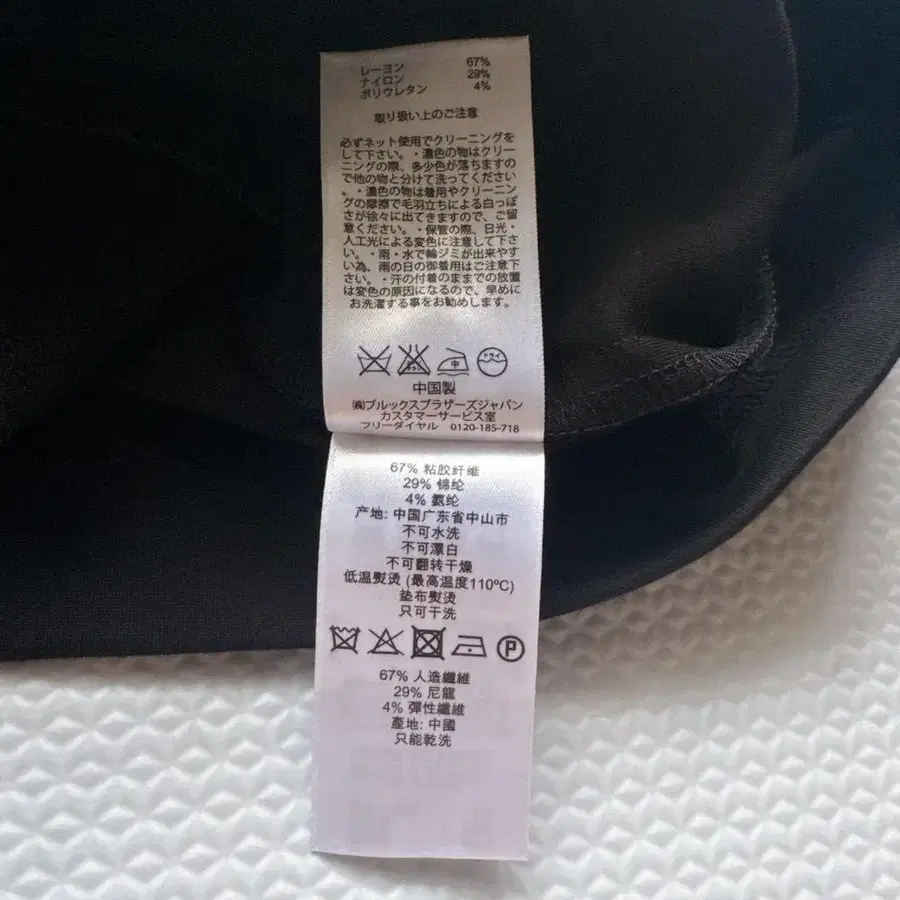 レーヨン 67%
ナイロン 29%
ポリウレタン 4%
取り扱い上のご注意
必ずネット使用でクリーニングを
して下さい。・濃色の物はクリー
ニングの際、多少色が落ちますの
で他の物と分けて洗ってください
。・濃色の物は着用やクリーニン
グの摩擦で毛羽立ちによる白っぽ
さが徐々に出てきますので、ご留
意ください。・保管の際、日光・
人工光による変色に注意して下さ
い。・雨・水で輪ジミが出来やす
い為、雨の日の御着用はご注意下
さい。・汗の付着のままでの放置
は変色の原因になるので、早めに
お洗濯する事をお勧めします。
中 ドライ
中国製
㈱ブルックスブラザーズジャパン
カスタマーサービス室
フリーダイヤル 0120-185-718
67% 粘胶纤维
29% 锦纶
4% 氨纶
产地: 中国广东省中山市
不可水洗
不可漂白
不可翻转干燥
低温熨烫 (最高温度110ºC)
垫布熨烫
只可干洗
P
67% 人造纖維
29% 尼龍
4% 彈性纖維
產地: 中國
只能乾洗